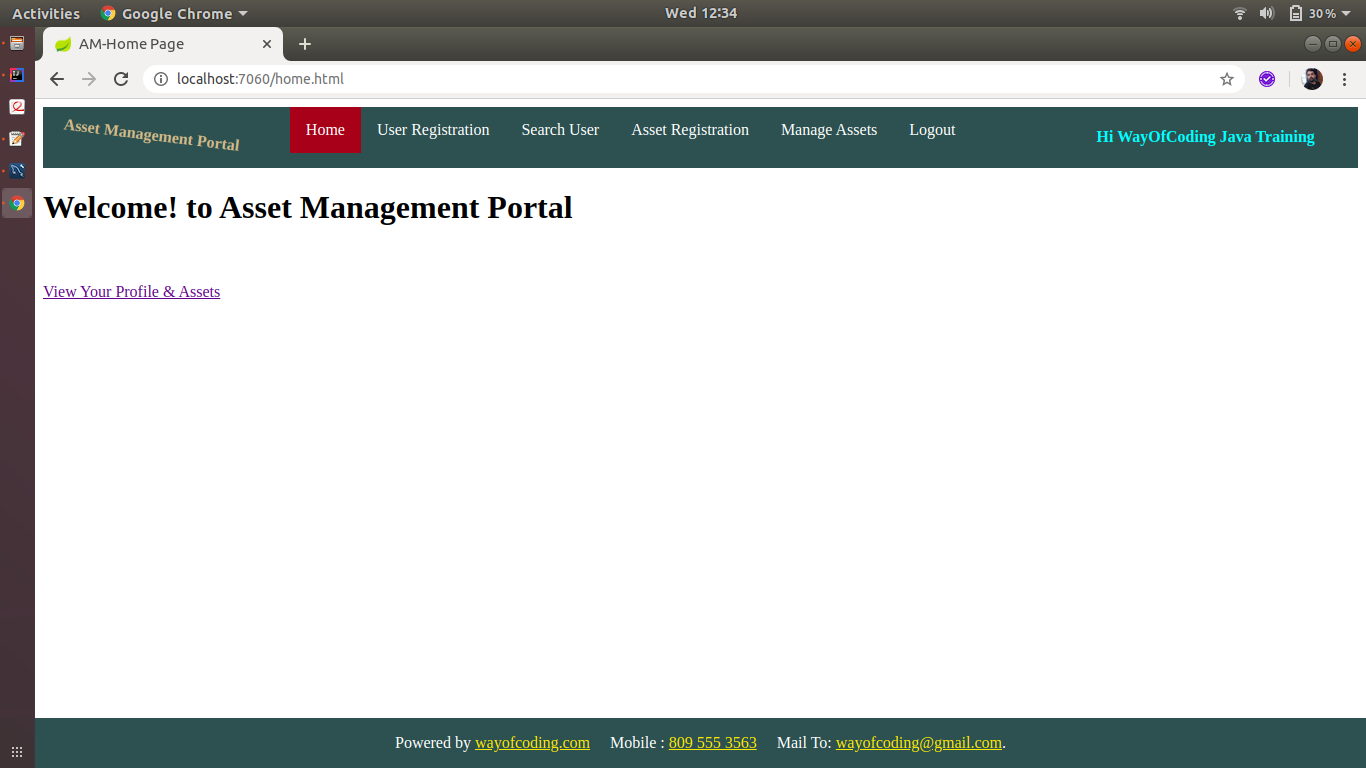 Activities Google Chrome Wed 12:34 30%
AM-Home Page
localhost:7060/home.html
Asset Management Portal Home User Registration Search User Asset Registration Manage Assets Logout Hi WayOfCoding Java Training
Welcome! to Asset Management Portal
View Your Profile & Assets
Powered by wayofcoding.com Mobile : 809 555 3563 Mail To: wayofcoding@gmail.com.